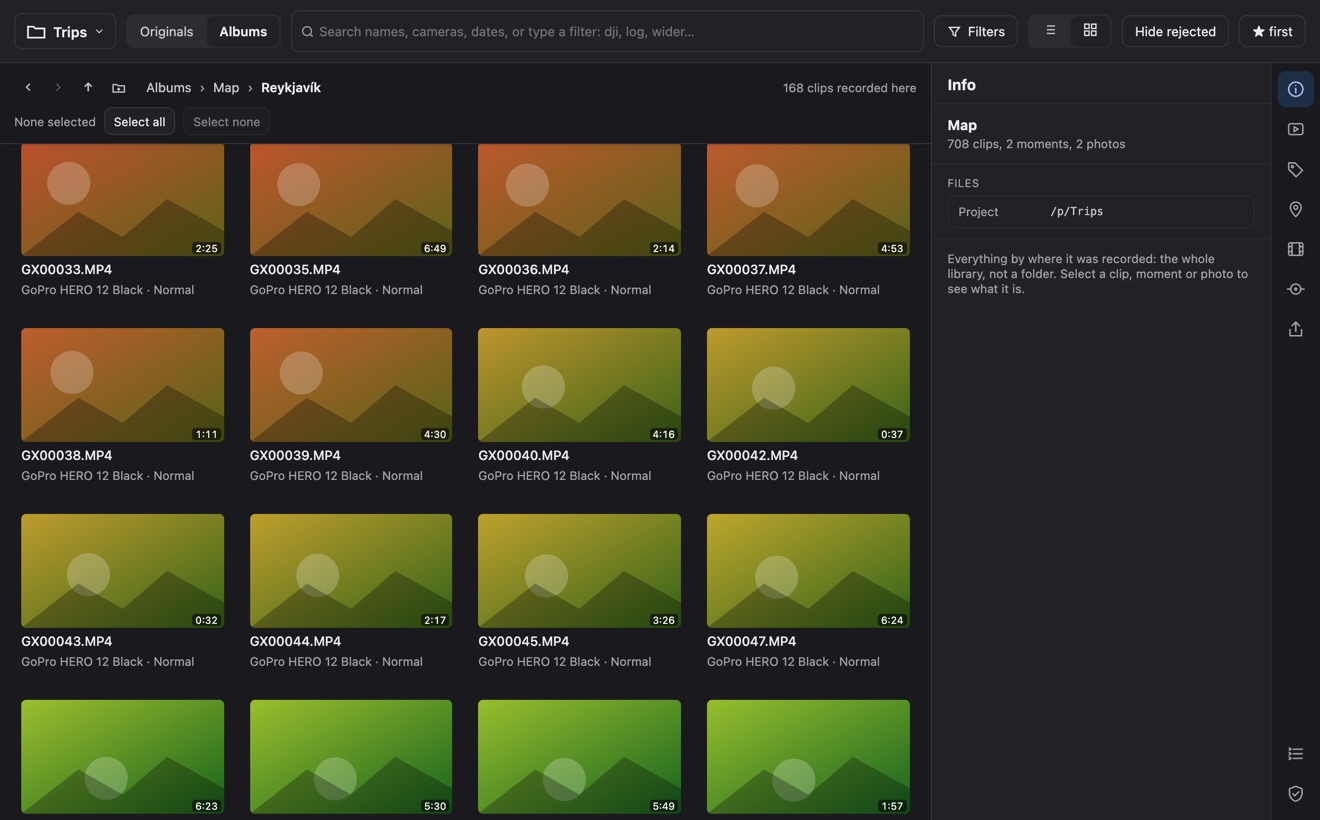 Trips
Originals
Albums
Search names, cameras, dates, or type a filter: dji, log, wider...
Filters
Hide rejected
★ first
Albums › Map › Reykjavík
168 clips recorded here
None selected
Select all
Select none
2:25
6:49
2:14
4:53
GX00033.MP4
GX00035.MP4
GX00036.MP4
GX00037.MP4
GoPro HERO 12 Black · Normal
GoPro HERO 12 Black · Normal
GoPro HERO 12 Black · Normal
GoPro HERO 12 Black · Normal
1:11
4:30
4:16
0:37
GX00038.MP4
GX00039.MP4
GX00040.MP4
GX00042.MP4
GoPro HERO 12 Black · Normal
GoPro HERO 12 Black · Normal
GoPro HERO 12 Black · Normal
GoPro HERO 12 Black · Normal
0:32
2:17
3:26
6:24
GX00043.MP4
GX00044.MP4
GX00045.MP4
GX00047.MP4
GoPro HERO 12 Black · Normal
GoPro HERO 12 Black · Normal
GoPro HERO 12 Black · Normal
GoPro HERO 12 Black · Normal
6:23
5:30
5:49
1:57
Info
Map
708 clips, 2 moments, 2 photos
FILES
Project /p/Trips
Everything by where it was recorded: the whole
library, not a folder. Select a clip, moment or photo to
see what it is.